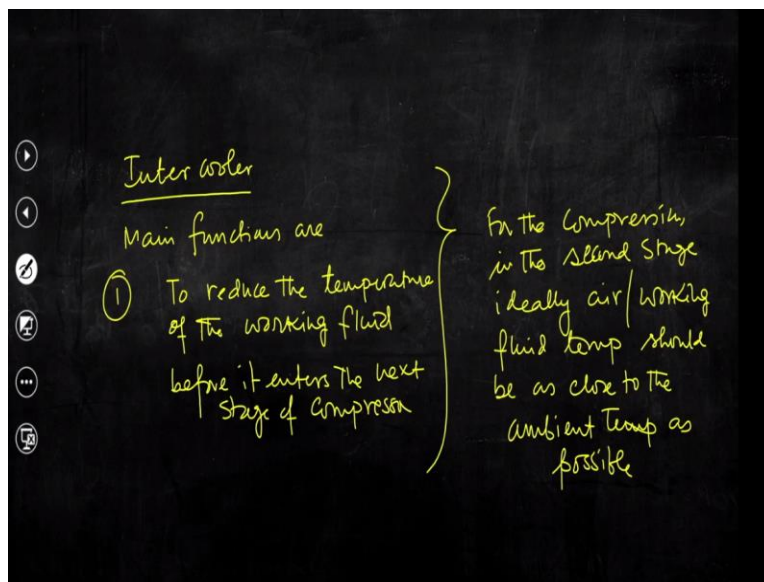 Inter cooler
Main functions are
1 To reduce the temperature
of the working fluid
before it enters the next
stage of compressor
For the compression,
in the second stage
ideally air/working
fluid temp should
be as close to the
ambient Temp as
possible